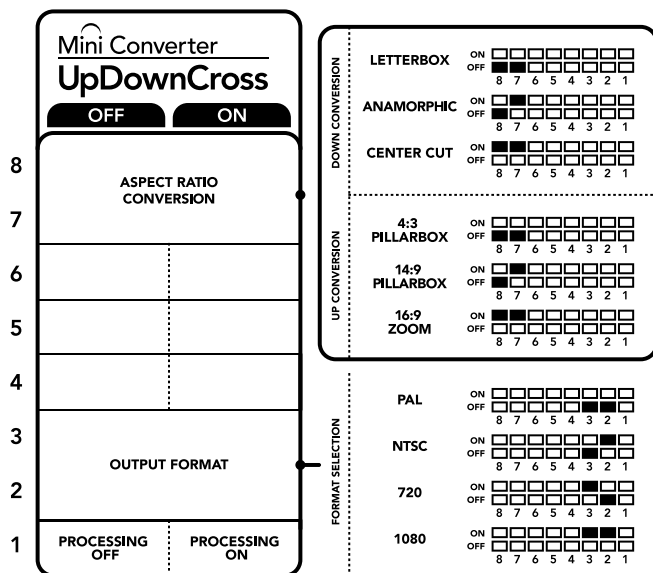 Mini Converter
UpDownCross
OFF ON
8
ASPECT RATIO
CONVERSION
7
6
5
4
3
OUTPUT FORMAT
2
1
PROCESSING
OFF
PROCESSING
ON
DOWN CONVERSION
LETTERBOX
ON
OFF
8 7 6 5 4 3 2 1
ANAMORPHIC
ON
OFF
8 7 6 5 4 3 2 1
CENTER CUT
ON
OFF
8 7 6 5 4 3 2 1
UP CONVERSION
4:3
PILLARBOX
ON
OFF
8 7 6 5 4 3 2 1
14:9
PILLARBOX
ON
OFF
8 7 6 5 4 3 2 1
16:9
ZOOM
ON
OFF
8 7 6 5 4 3 2 1
FORMAT SELECTION
PAL
ON
OFF
8 7 6 5 4 3 2 1
NTSC
ON
OFF
8 7 6 5 4 3 2 1
720
ON
OFF
8 7 6 5 4 3 2 1
1080
ON
OFF
8 7 6 5 4 3 2 1